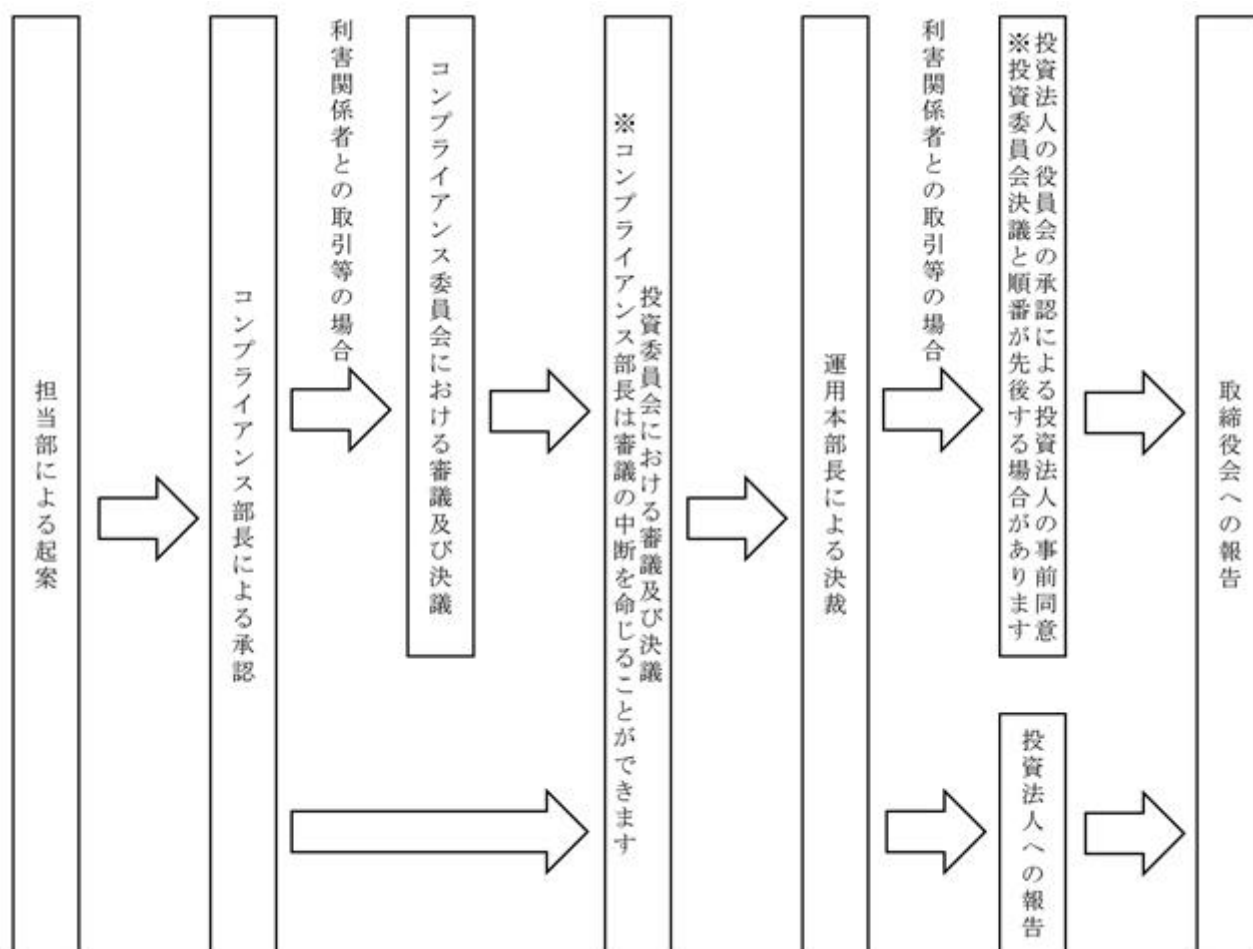 担当部による起案
コンプライアンス部長による承認
利害関係者との取引等の場合
コンプライアンス委員会における審議及び決議
投資委員会における審議及び決議
※コンプライアンス部長は審議の中断を命じることができます
運用本部長による決裁
利害関係者との取引等の場合
投資法人の役員会の承認による投資法人の事前同意
※投資委員会決議と順番が先後する場合があります
投資法人への報告
取締役会への報告